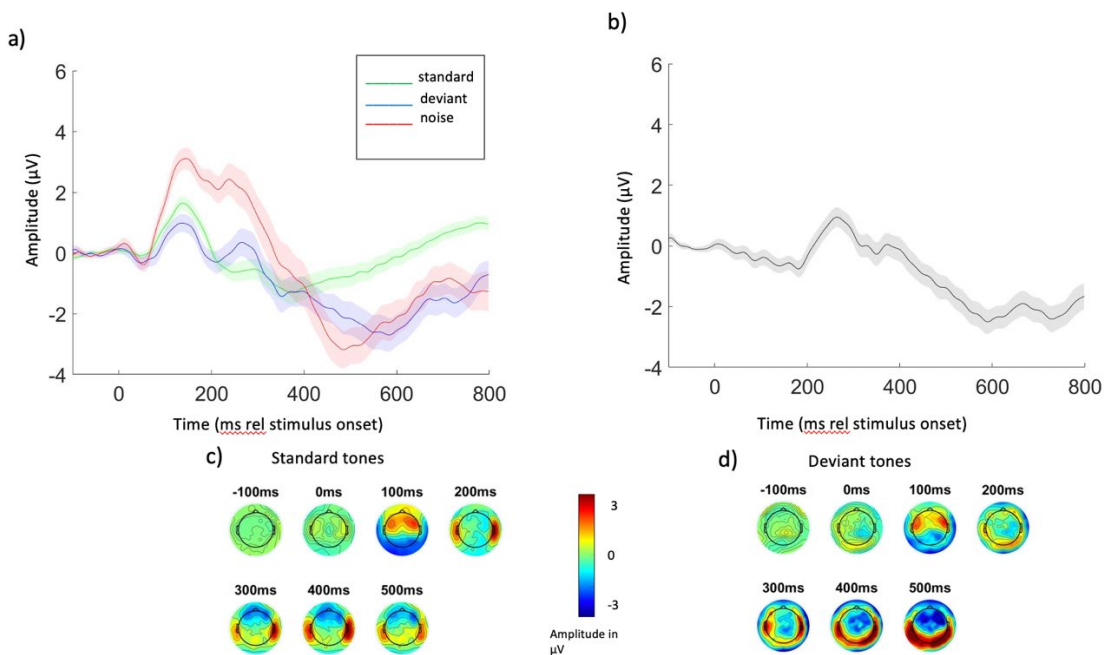 a)
b)
6
4
2
0
-2
-4
Amplitude (µV)
standard
deviant
noise
0
200
400
600
800
Time (ms rel stimulus onset)
6
4
2
0
-2
-4
Amplitude (µV)
0
200
400
600
800
Time (ms rel stimulus onset)
c)
Standard tones
-100ms
0ms
100ms
200ms
300ms
400ms
500ms
3
0
-3
Amplitude in
µV
d)
Deviant tones
-100ms
0ms
100ms
200ms
300ms
400ms
500ms